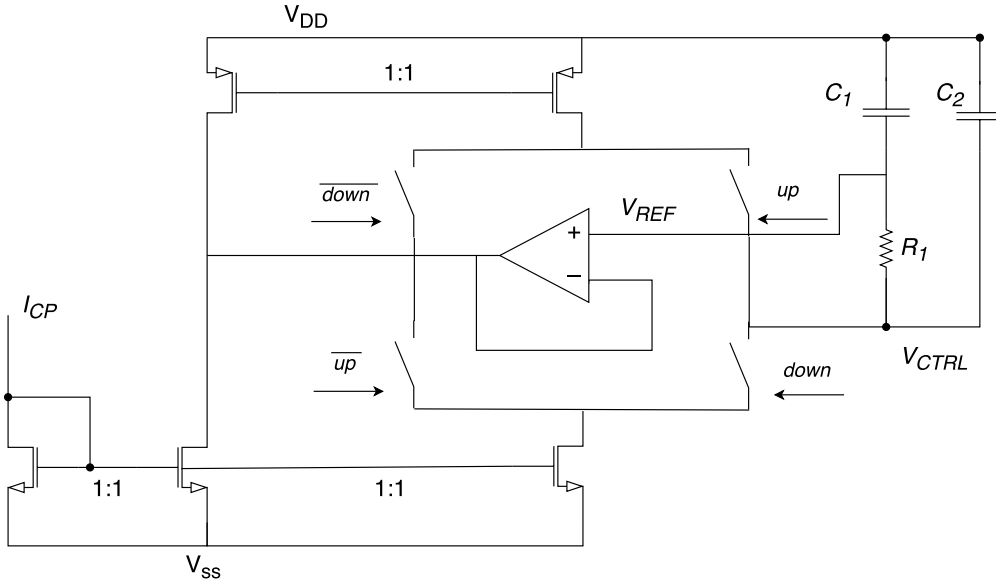 V_DD
1:1
C_1
C_2
down
up
V_REF
+
R_1
–
I_CP
up
down
V_CTRL
1:1
1:1
V_ss